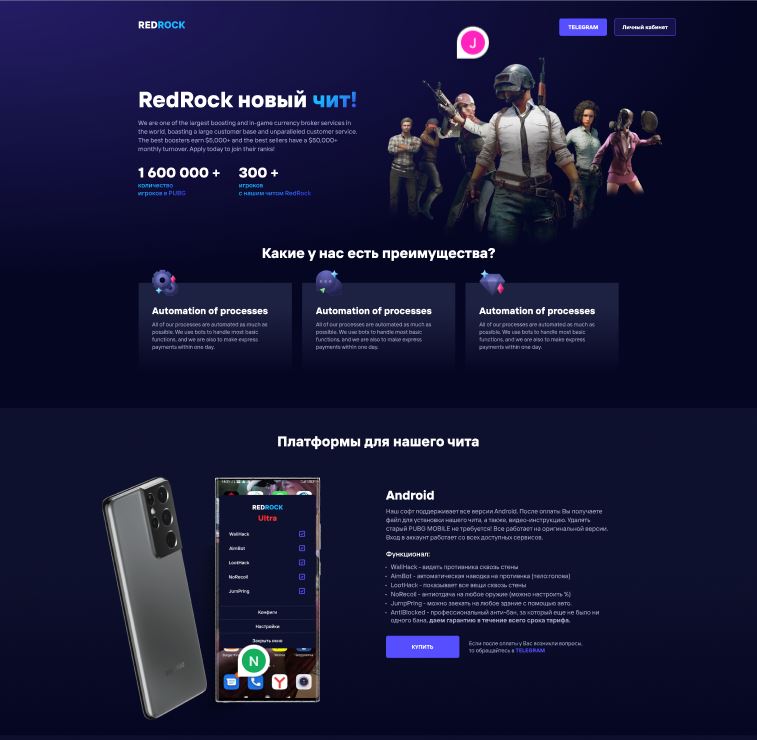 REDROCK
TELEGRAM
Личный кабинет
J
RedRock новый чит!
We are one of the largest boosting and in-game currency broker services in
the world, boasting a large customer base and unparalleled customer service.
The best boosters earn $5,000+ and the best sellers have a $50,000+
monthly turnover. Apply today to join their ranks!
1 600 000 +
300 +
количество
игроков в PUBG
игроков
с нашим читом RedRock
Какие у нас есть преимущества?
Automation of processes
All of our processes are automated as much as
possible. We use bots to handle most basic
functions, and we are also to make express
payments within one day.
Automation of processes
All of our processes are automated as much as
possible. We use bots to handle most basic
functions, and we are also to make express
payments within one day.
Automation of processes
All of our processes are automated as much as
possible. We use bots to handle most basic
functions, and we are also to make express
payments within one day.
Платформы для нашего чита
REDROCK
Ultra
WallHack
AimBot
LootHack
NoRecoil
JumpPring
Конфиги
Настройки
Закрыть меню
N
Android
Наш софт поддерживает все версии Android. После оплаты Вы получаете
файл для установки нашего чита, а также, видео-инструкцию. Удалять
старый PUBG MOBILE не требуется! Все работает на оригинальной версии.
Вход в аккаунт работает со всех доступных сервисов.
Функционал:
- WallHack - видеть противника сквозь стены
- AimBot - автоматическая наводка на противника (тело:голова)
- LootHack - показывает все вещи сквозь стены
- NoRecoil - антиотдача на любое оружие (можно настроить %)
- JumpPring - можно заехать на любое здание с помощью авто.
- AntiBlocked - профессиональный анти-бан, за который еще не было ни
одного бана, даем гарантию в течение всего срока тарифа.
КУПИТЬ
Если после оплаты у Вас возникли вопросы,
то обращайтесь в TELEGRAM